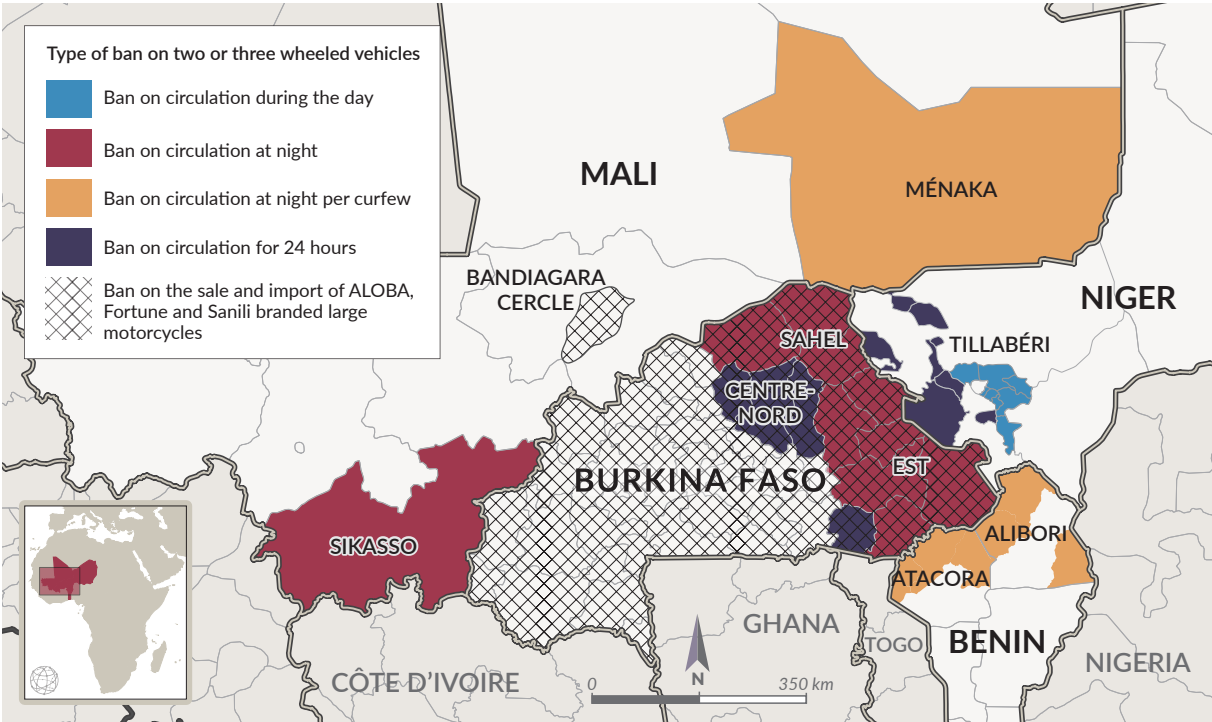 Type of ban on two or three wheeled vehicles
Ban on circulation during the day
Ban on circulation at night
Ban on circulation at night per curfew
Ban on circulation for 24 hours
Ban on the sale and import of ALOBA,
Fortune and Sanili branded large
motorcycles
MALI
MÉNAKA
BANDIAGARA
CERCLE
NIGER
SAHEL
TILLABÉRI
CENTRE-
NORD
EST
BURKINA FASO
ALIBORI
SIKASSO
ATACORA
GHANA
TOGO
BENIN
NIGERIA
CÔTE D'IVOIRE
N
0
350 km